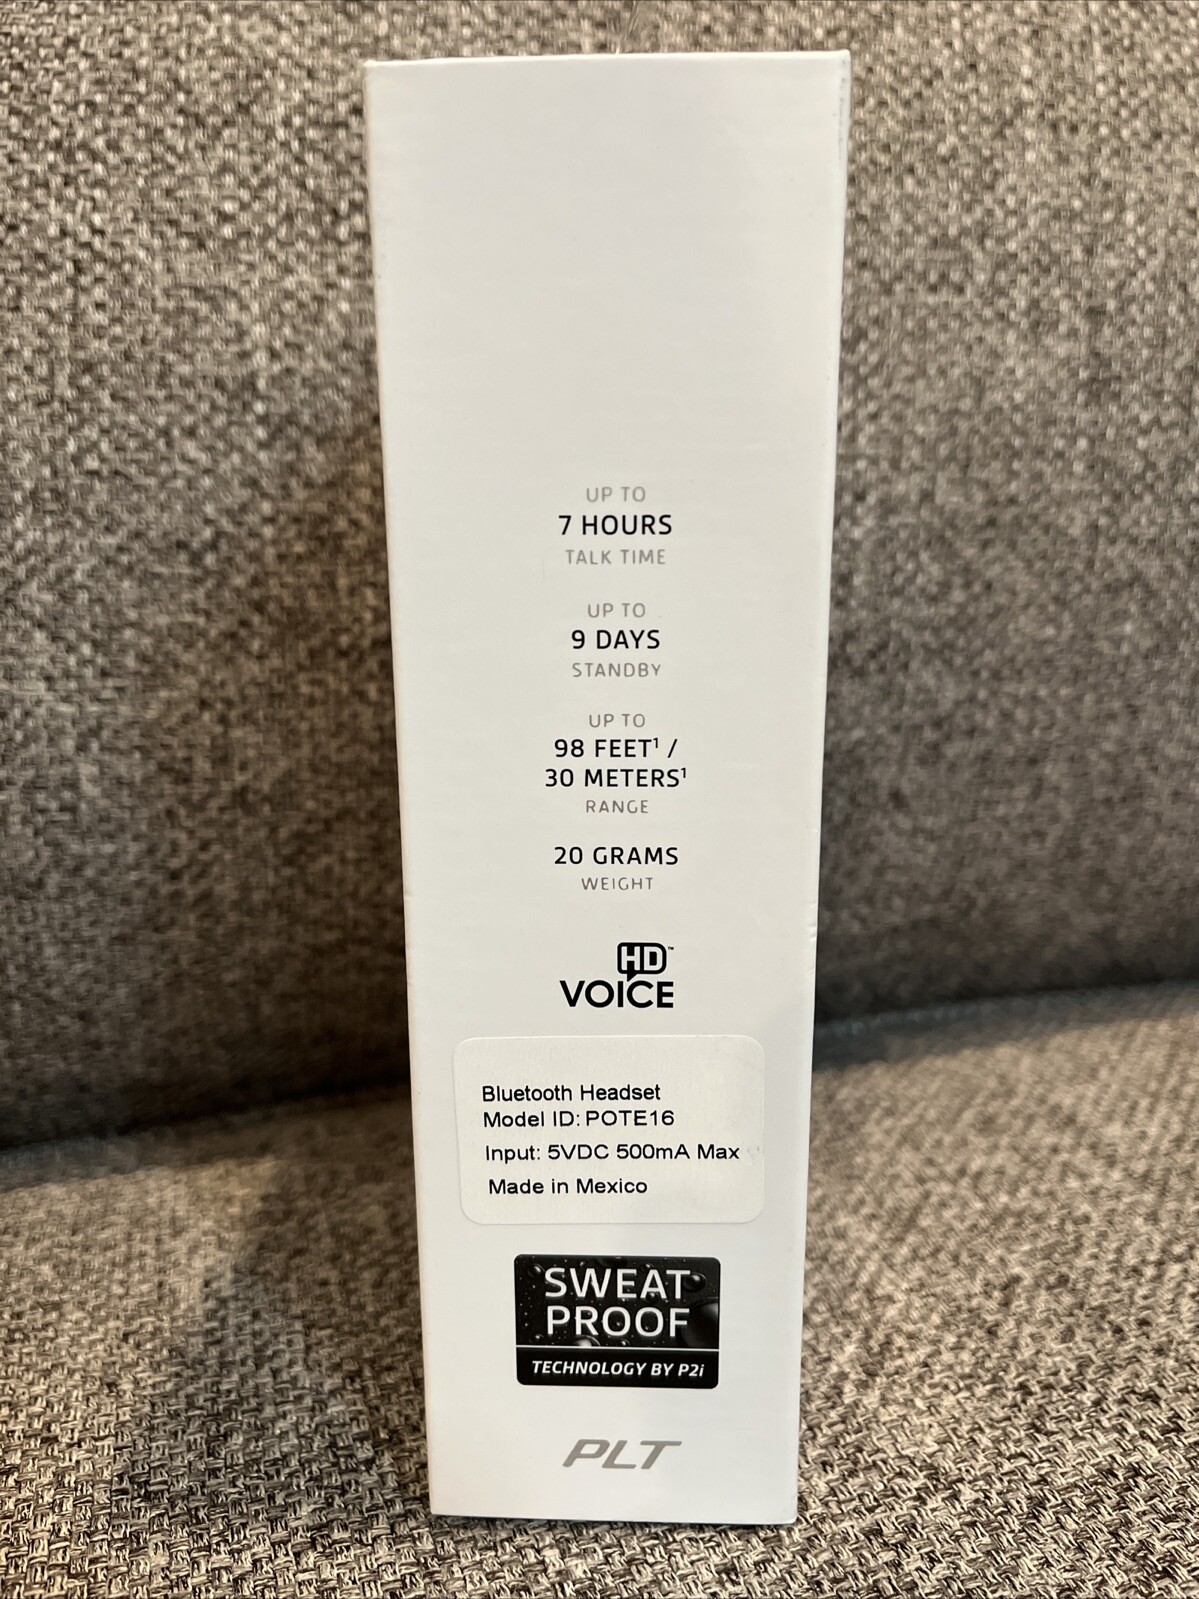 UP TO
7 HOURS
TALK TIME
UP TO
9 DAYS
STANDBY
UP TO
98 FEET¹ /
30 METERS¹
RANGE
20 GRAMS
WEIGHT
HD™
VOICE
Bluetooth Headset
Model ID: POTE16
Input: 5VDC 500mA Max
Made in Mexico
SWEAT
PROOF
TECHNOLOGY BY P2i
PLT